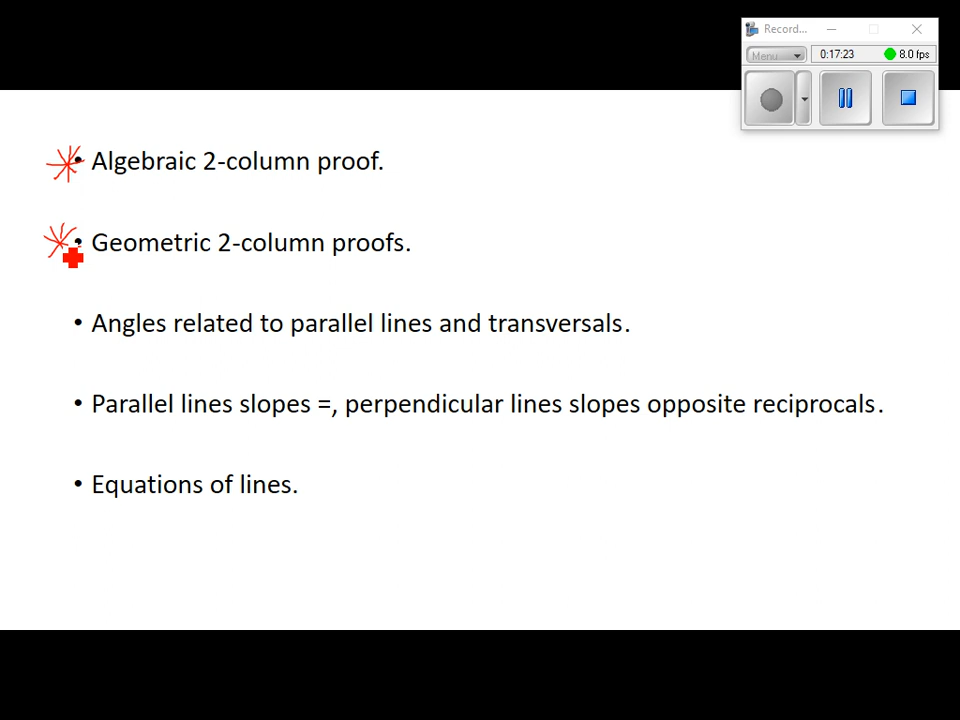 Record...
Menu
0:17:23
8.0 fps
• Algebraic 2-column proof.
• Geometric 2-column proofs.
• Angles related to parallel lines and transversals.
• Parallel lines slopes =, perpendicular lines slopes opposite reciprocals.
• Equations of lines.